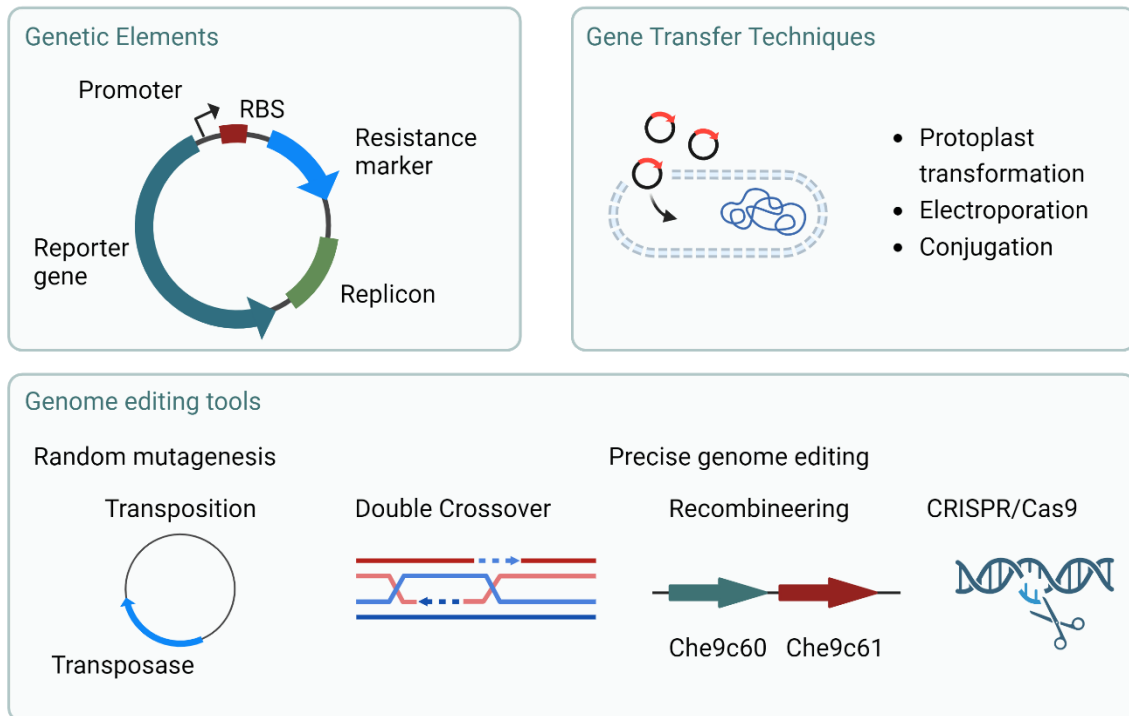 Genetic Elements
Promoter
RBS
Resistance
marker
Reporter
gene
Replicon
Gene Transfer Techniques
• Protoplast
transformation
• Electroporation
• Conjugation
Genome editing tools
Random mutagenesis
Precise genome editing
Transposition
Double Crossover
Recombineering
CRISPR/Cas9
Transposase
Che9c60
Che9c61